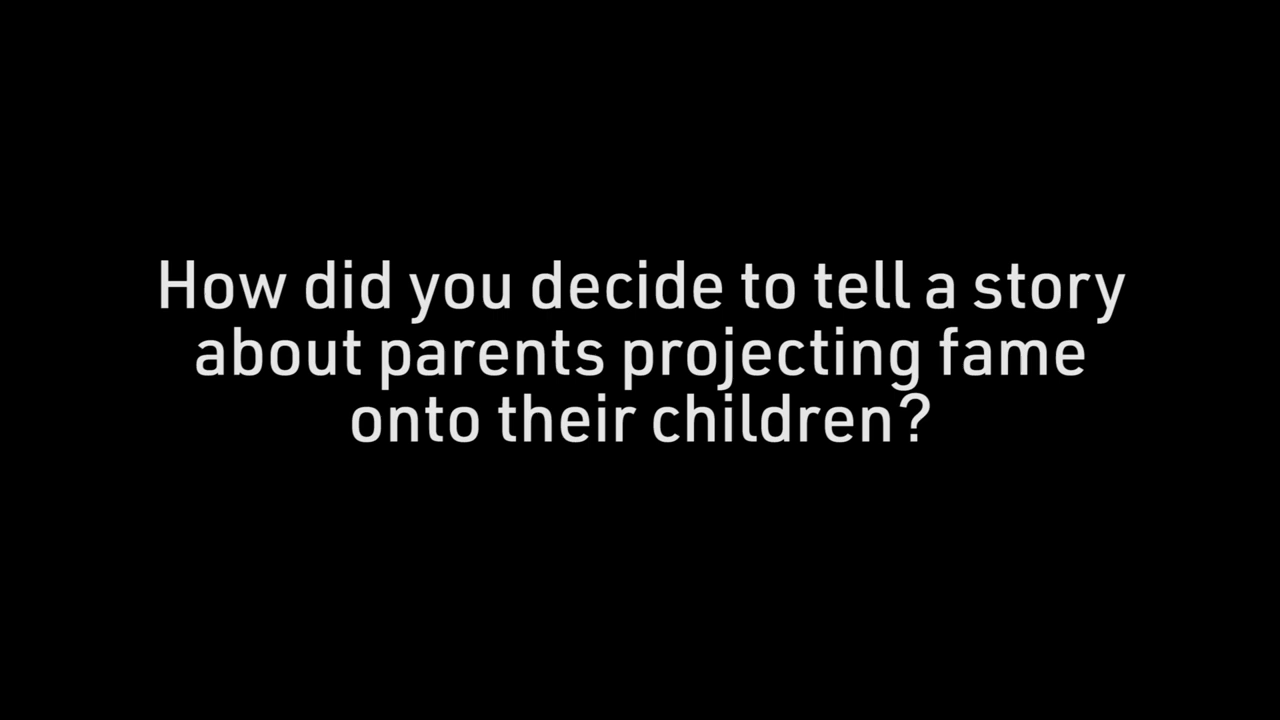 How did you decide to tell a story
about parents projecting fame
onto their children?